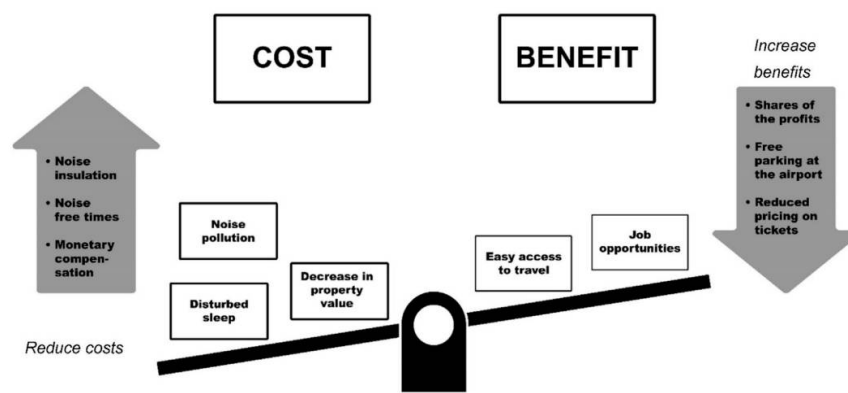 COST
BENEFIT
Increase
benefits
• Noise
insulation
• Noise
free times
• Monetary
compen-
sation
Reduce costs
Noise
pollution
Disturbed
sleep
Decrease in
property
value
Easy access
to travel
Job
opportunities
• Shares of
the profits
• Free
parking at
the airport
• Reduced
pricing on
tickets